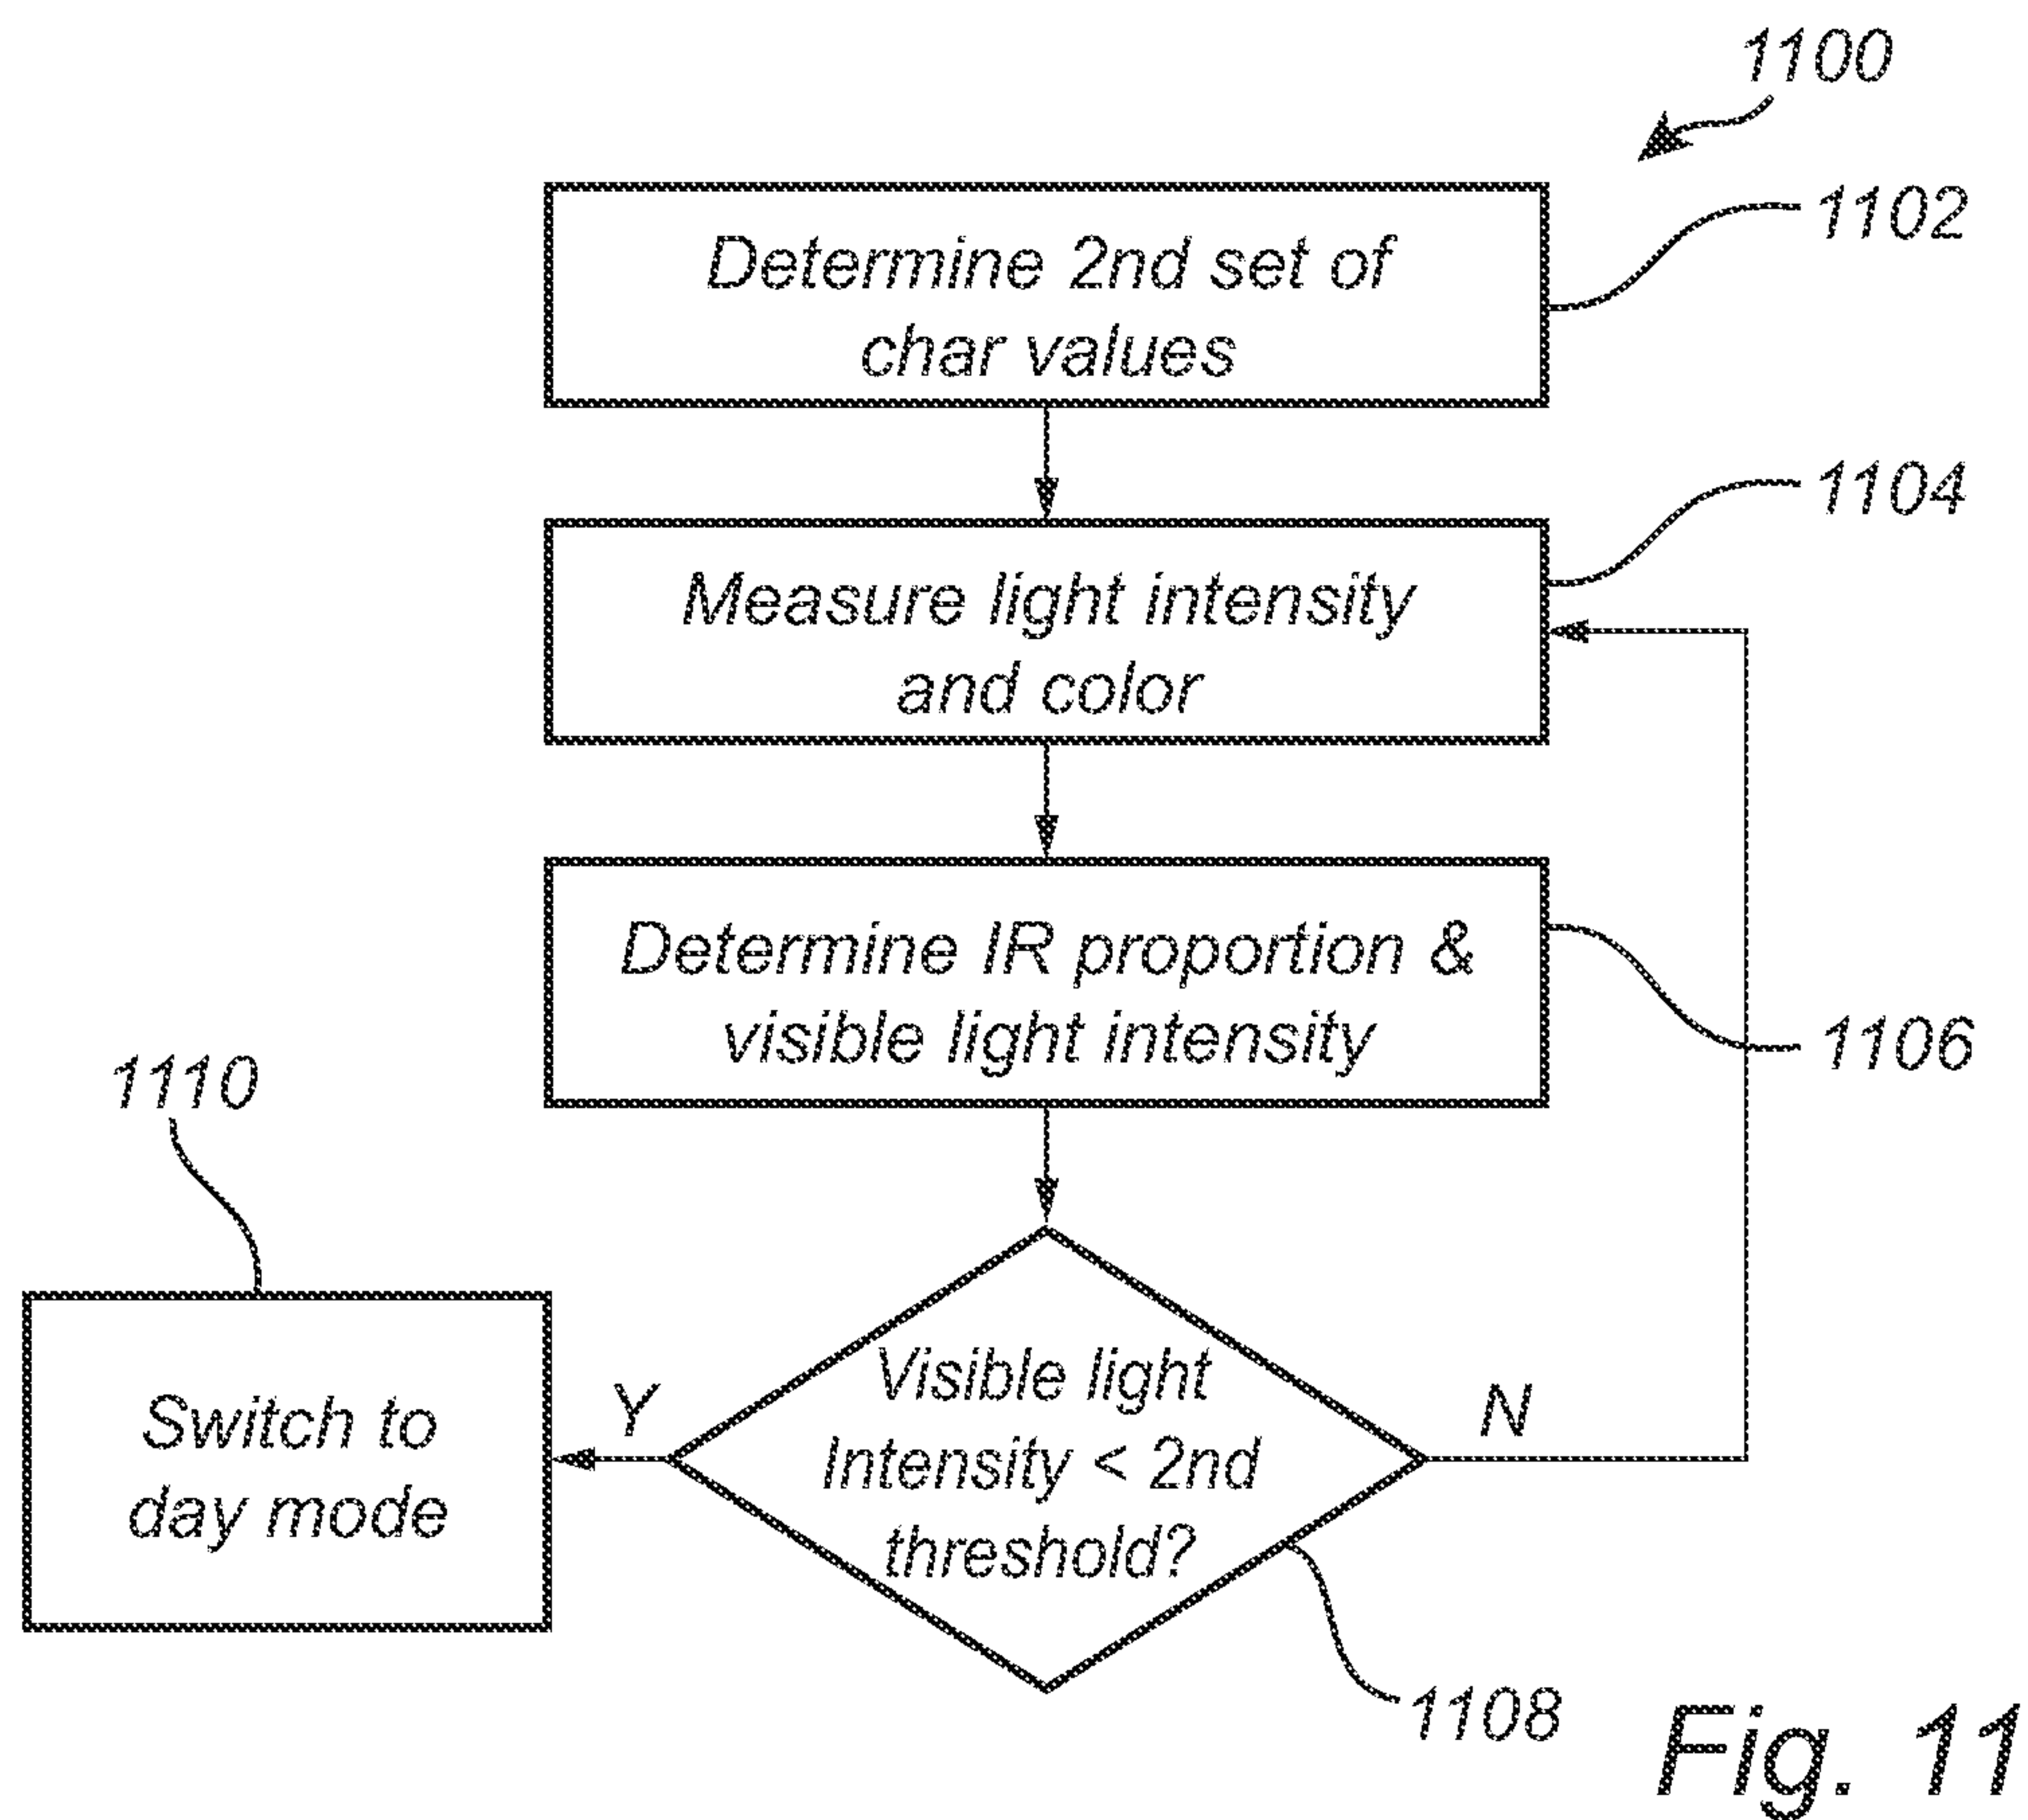 1100
Determine 2nd set of
char values
1102
Measure light intensity
and color
1104
Determine IR proportion &
visible light intensity
1106
1110
Switch to
day mode
Y
Visible light
Intensity < 2nd
threshold?
N
1108
Fig. 11